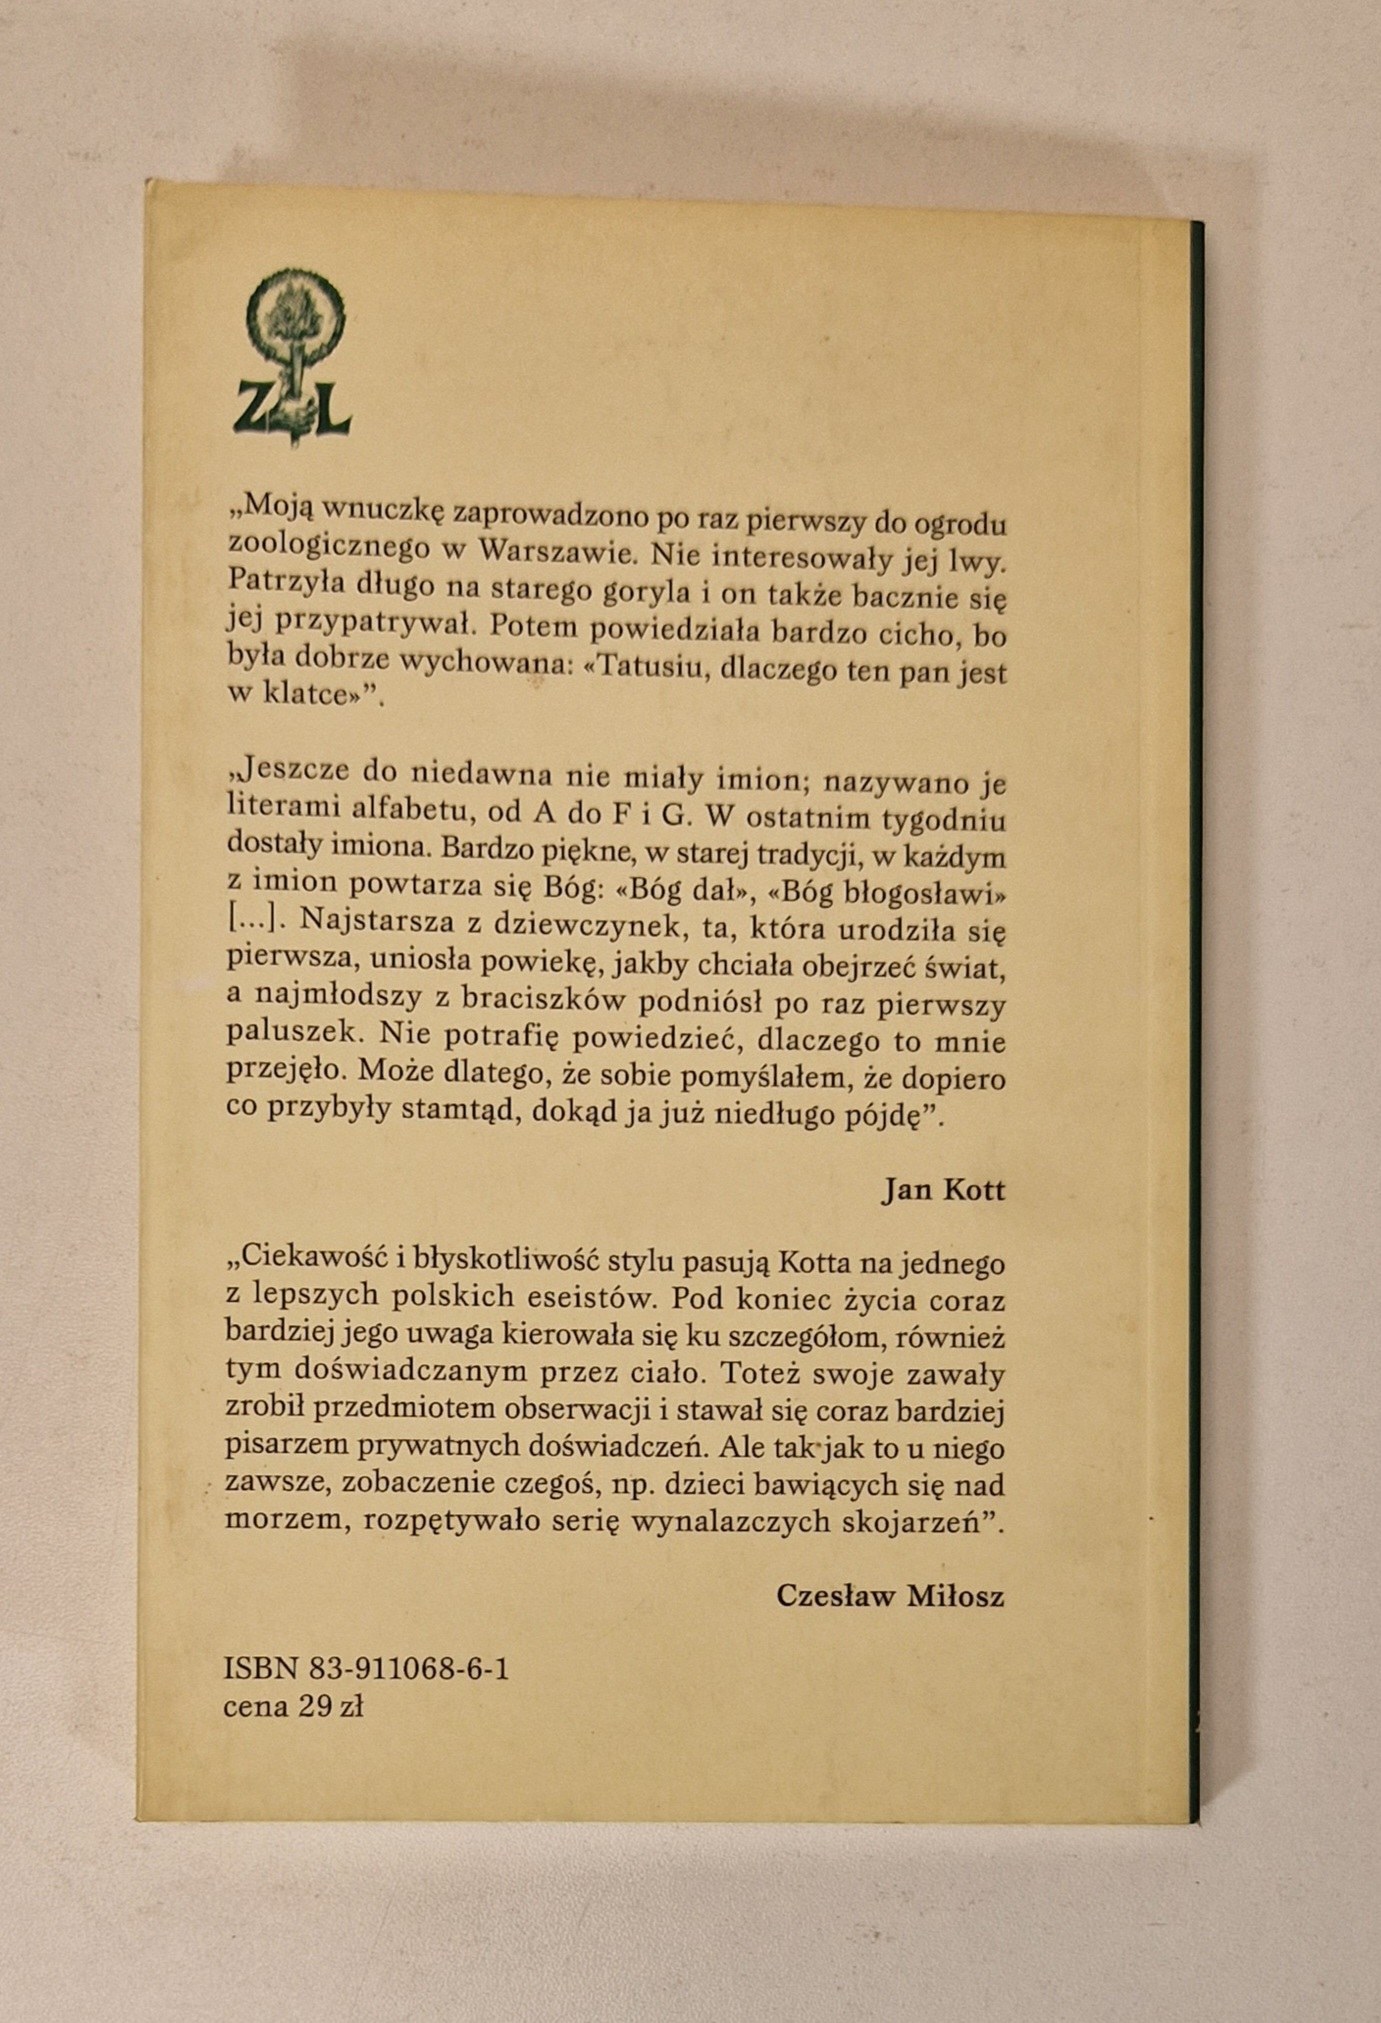 Z L
„Moją wnuczkę zaprowadzono po raz pierwszy do ogrodu
zoologicznego w Warszawie. Nie interesowały jej lwy.
Patrzyła długo na starego goryla i on także bacznie się
jej przypatrywał. Potem powiedziała bardzo cicho, bo
była dobrze wychowana: «Tatusiu, dlaczego ten pan jest
w klatce»”.
„Jeszcze do niedawna nie miały imion; nazywano je
literami alfabetu, od A do F i G. W ostatnim tygodniu
dostały imiona. Bardzo piękne, w starej tradycji, w każdym
z imion powtarza się Bóg: «Bóg dał», «Bóg błogosławi»
[...]. Najstarsza z dziewczynek, ta, która urodziła się
pierwsza, uniosła powiekę, jakby chciała obejrzeć świat,
a najmłodszy z braciszków podniósł po raz pierwszy
paluszek. Nie potrafię powiedzieć, dlaczego to mnie
przejęło. Może dlatego, że sobie pomyślałem, że dopiero
co przybyły stamtąd, dokąd ja już niedługo pójdę”.
Jan Kott
„Ciekawość i błyskotliwość stylu pasują Kotta na jednego
z lepszych polskich eseistów. Pod koniec życia coraz
bardziej jego uwaga kierowała się ku szczegółom, również
tym doświadczanym przez ciało. Toteż swoje zawały
zrobił przedmiotem obserwacji i stawał się coraz bardziej
pisarzem prywatnych doświadczeń. Ale tak jak to u niego
zawsze, zobaczenie czegoś, np. dzieci bawiących się nad
morzem, rozpętywało serię wynalazczych skojarzeń”.
Czesław Miłosz
ISBN 83-911068-6-1
cena 29 zł